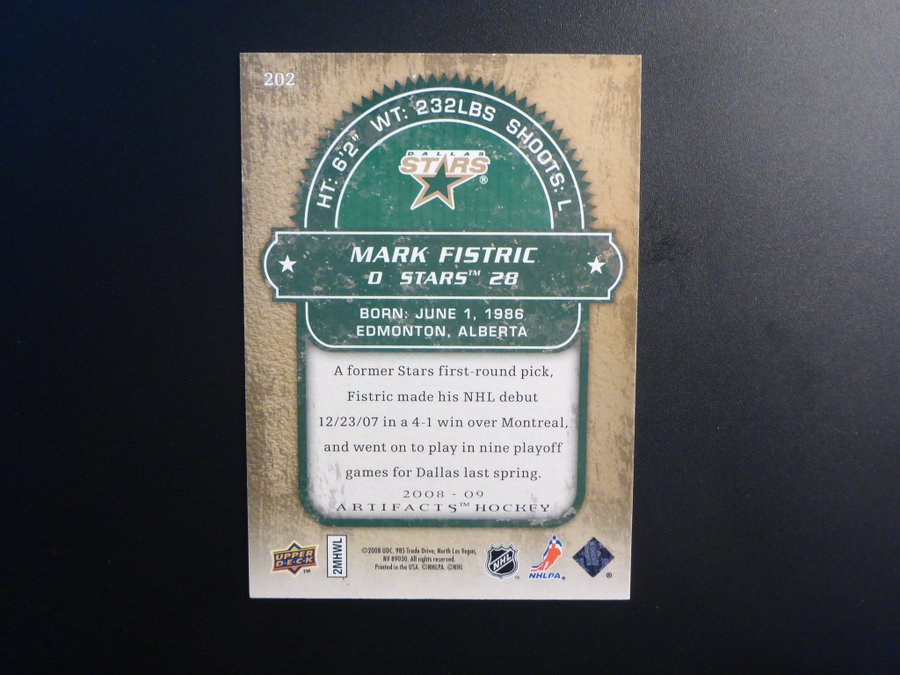 202
HT: 6'2" WT: 232LBS SHOOTS: L
DALLAS
STARS®
MARK FISTRIC
D STARS™ 28
BORN: JUNE 1, 1986
EDMONTON, ALBERTA
A former Stars first-round pick,
Fistric made his NHL debut
12/23/07 in a 4-1 win over Montreal,
and went on to play in nine playoff
games for Dallas last spring.
2008 - 09
ARTIFACTS™ HOCKEY
UPPER
DECK™
2MHWL
©2008 UDC. 985 Trade Drive, North Las Vegas,
NV 89030. All rights reserved.
Printed in the USA. ©NHLPA. ©NHL.
NHL™
NHLPA®
®